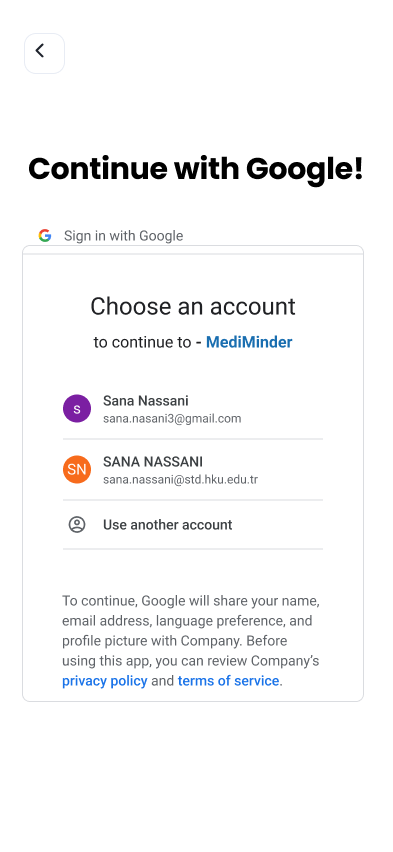 Continue with Google!
Sign in with Google
Choose an account
to continue to - MediMinder
s
Sana Nassani
sana.nasani3@gmail.com
SN
SANA NASSANI
sana.nassani@std.hku.edu.tr
Use another account
To continue, Google will share your name,
email address, language preference, and
profile picture with Company. Before
using this app, you can review Company’s
privacy policy and terms of service.